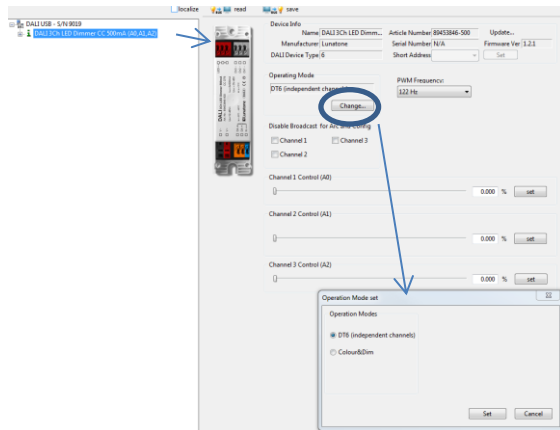 localize read save
DALI USB - S/N:9019
DALI 3Ch LED Dimmer CC 500mA (A0,A1,A2)
Device Info
Name DALI 3Ch LED Dimm... Article Number 89453846-500 Update...
Manufacturer Lunatone Serial Number N/A Firmware Ver 1.2.1
DALI Device Type 6 Short Address Set
Operating Mode
DT6 (independent channels)
Change...
PWM Frequency:
122 Hz
Disable Broadcast for Arc and Config
Channel 1 Channel 3
Channel 2
Channel 1 Control (A0)
0.000 % set
Channel 2 Control (A1)
0.000 % set
Channel 3 Control (A2)
0.000 % set
Operation Mode set
Operation Modes
DT6 (independent channels)
Colour&Dim
Set Cancel